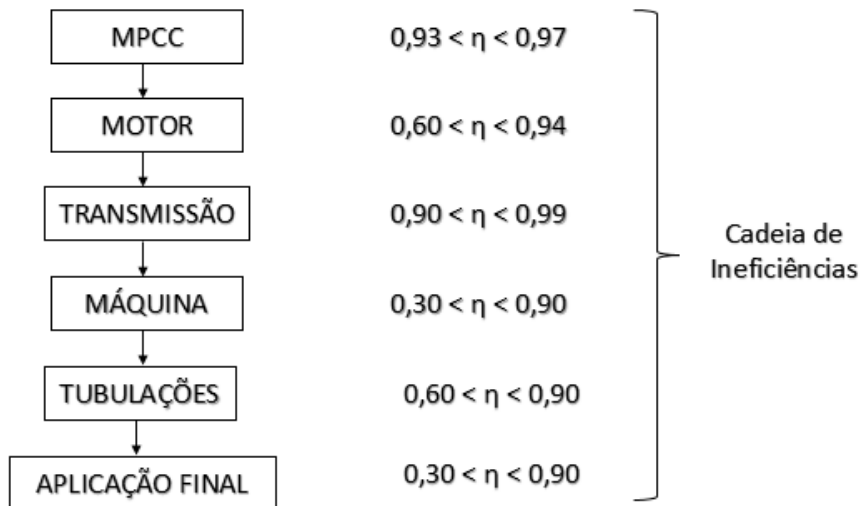 MPCC
0,93 < η < 0,97
MOTOR
0,60 < η < 0,94
TRANSMISSÃO
0,90 < η < 0,99
MÁQUINA
0,30 < η < 0,90
TUBULAÇÕES
0,60 < η < 0,90
APLICAÇÃO FINAL
0,30 < η < 0,90
Cadeia de
Ineficiências